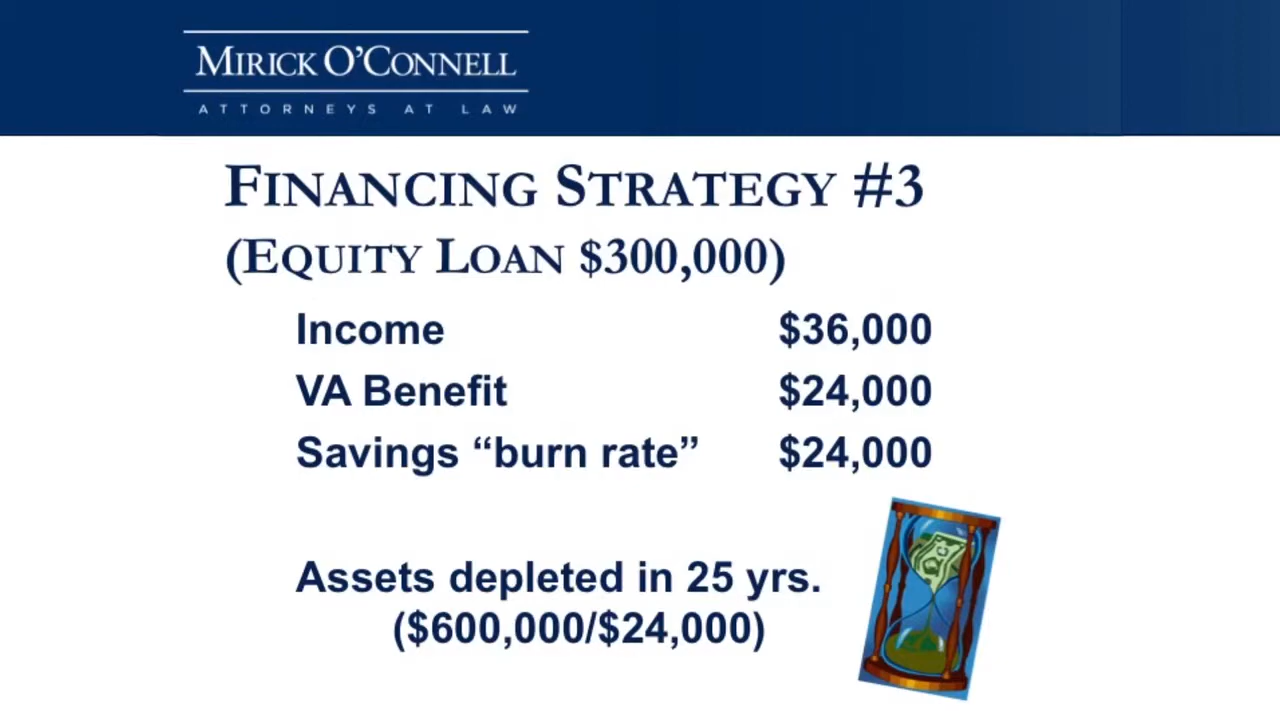 MIRICK O'CONNELL
ATTORNEYS AT LAW
FINANCING STRATEGY #3
(EQUITY LOAN $300,000)
Income $36,000
VA Benefit $24,000
Savings “burn rate” $24,000
Assets depleted in 25 yrs.
($600,000/$24,000)